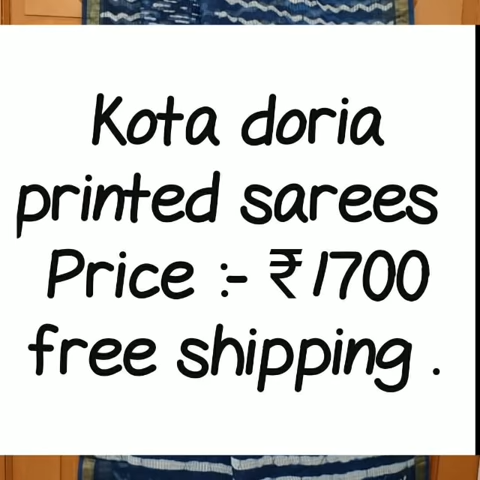 Kota doria
printed sarees
Price :- ₹1700
free shipping .